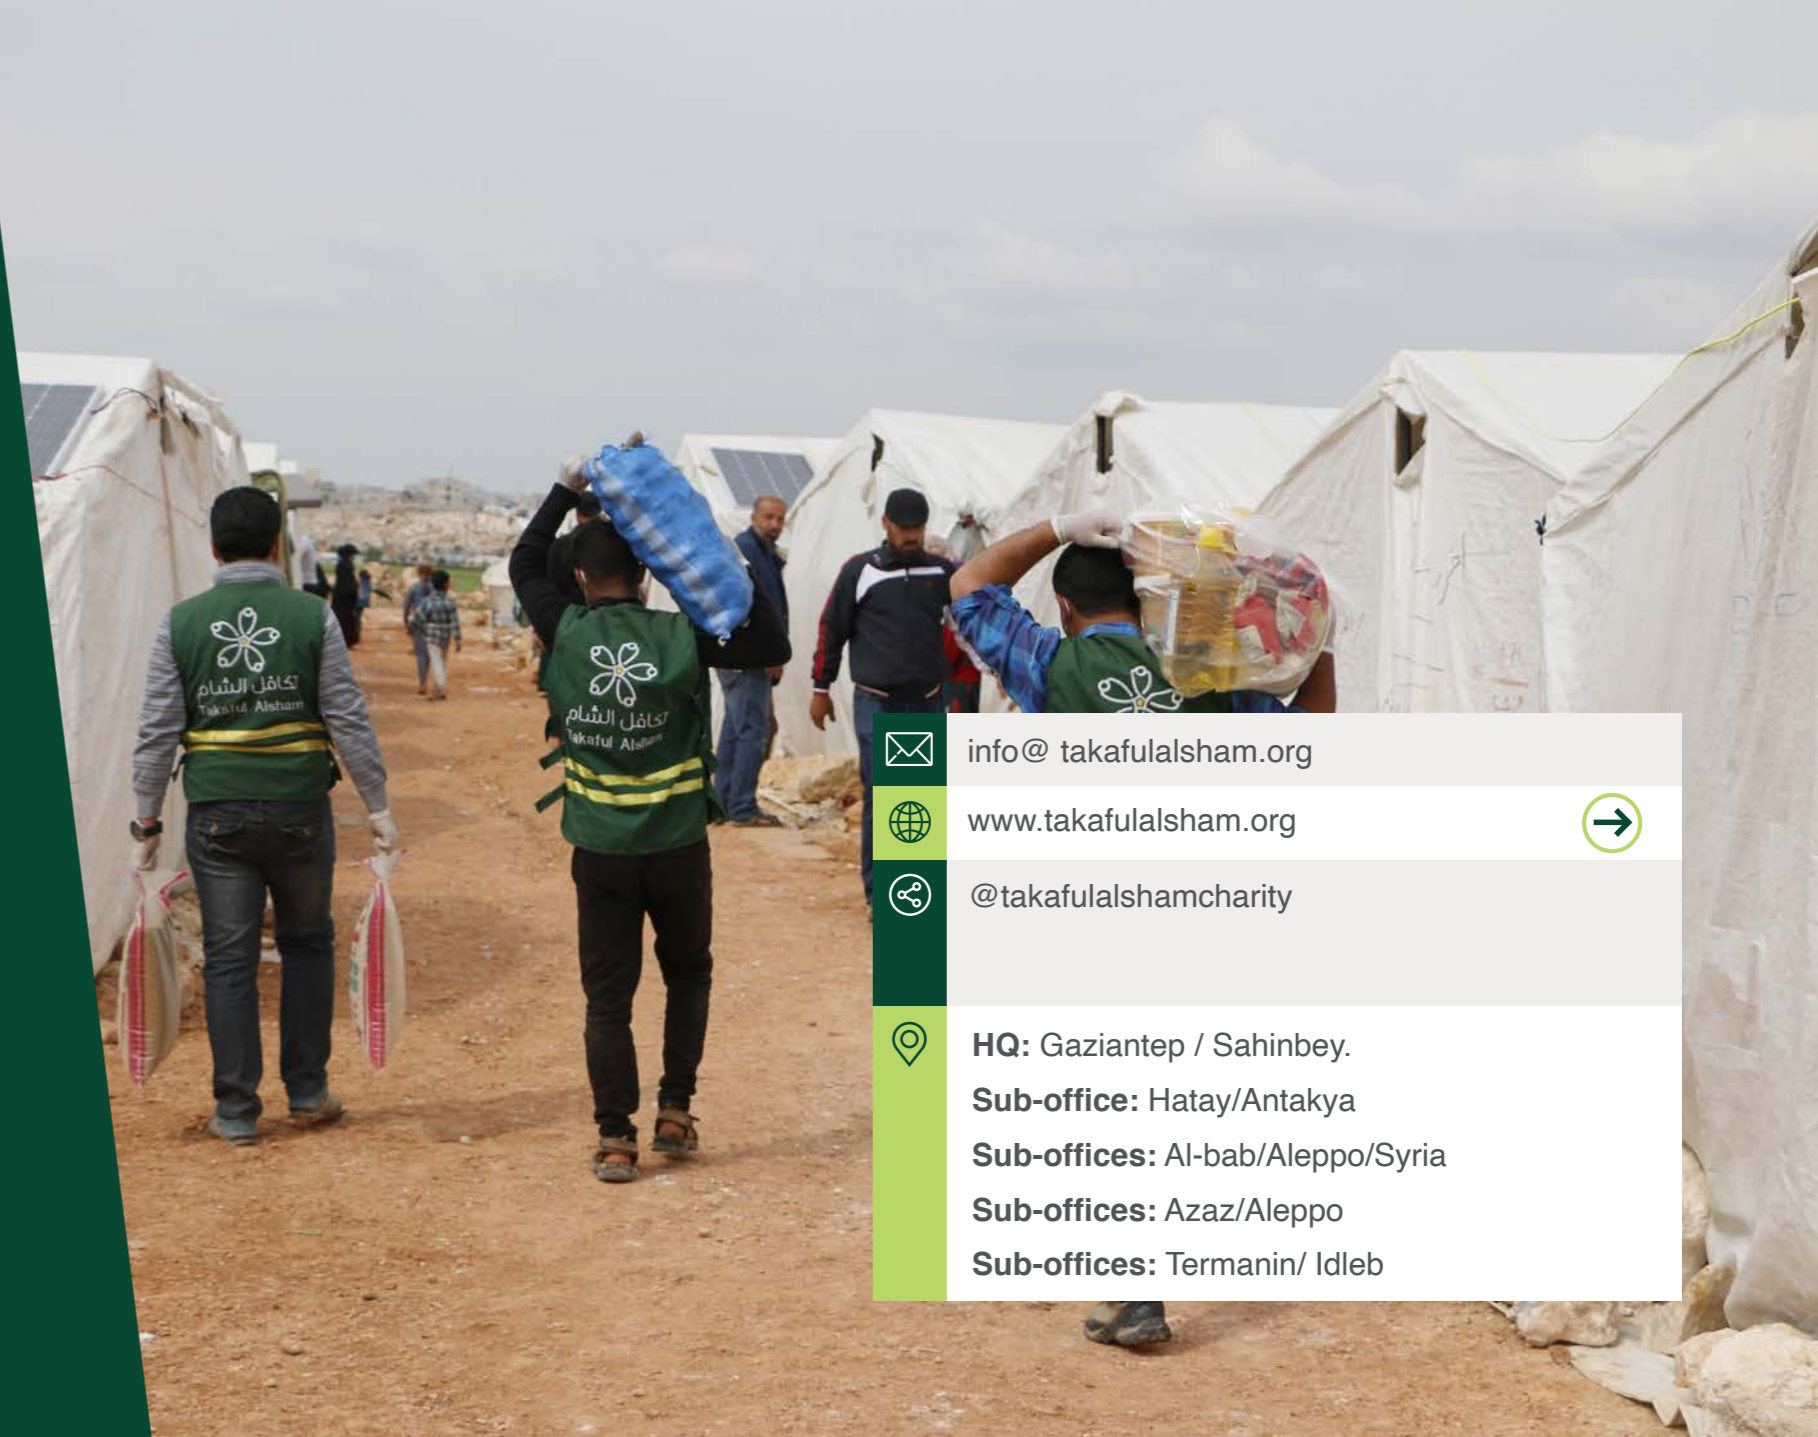 تكافل الشام
Takaful Alsham
تكافل الشام
Takaful Alsham
info@ takafulalsham.org
www.takafulalsham.org
@takafulalshamcharity
HQ: Gaziantep / Sahinbey.
Sub-office: Hatay/Antakya
Sub-offices: Al-bab/Aleppo/Syria
Sub-offices: Azaz/Aleppo
Sub-offices: Termanin/ Idleb